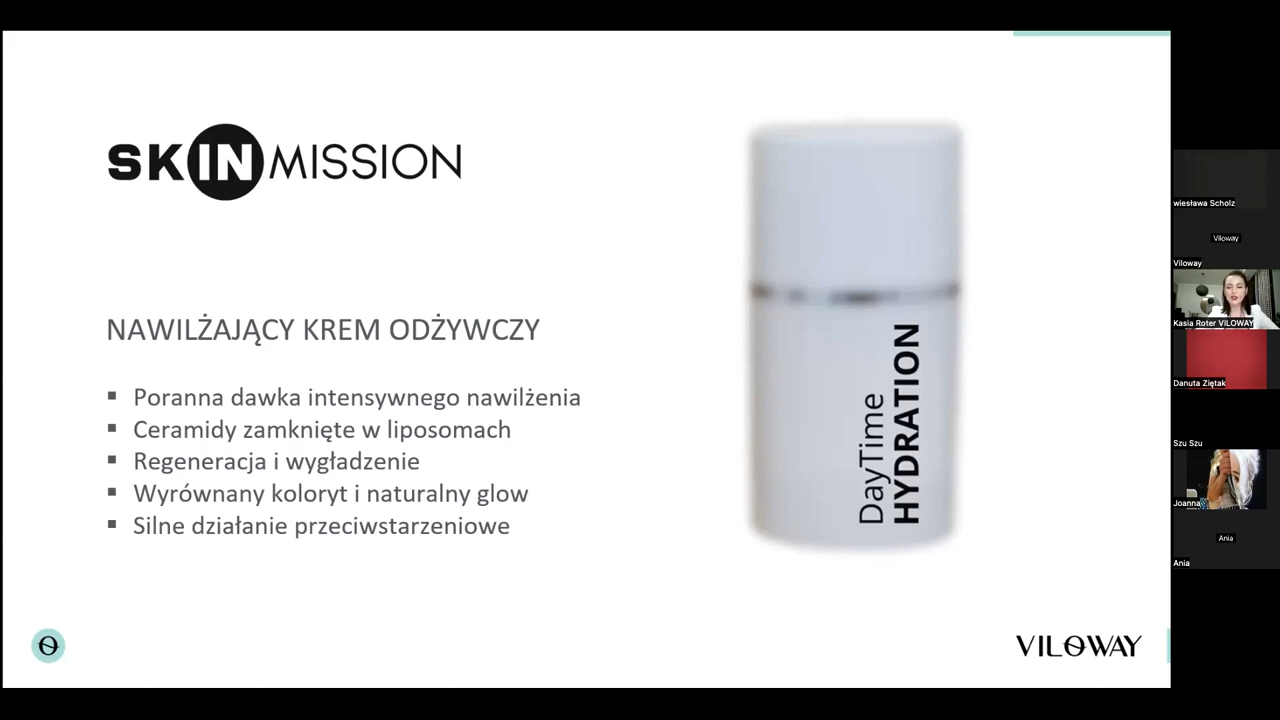 SKINMISSION
NAWILŻAJĄCY KREM ODŻYWCZY
▪ Poranna dawka intensywnego nawilżenia
▪ Ceramidy zamknięte w liposomach
▪ Regeneracja i wygładzenie
▪ Wyrównany koloryt i naturalny glow
▪ Silne działanie przeciwstarzeniowe
DayTime
HYDRATION
VILOWAY
wiesława Scholz
Viloway
Viloway
Kasia Roter VILOWAY
Danuta Ziętak
Szu Szu
Joanna
Ania
Ania